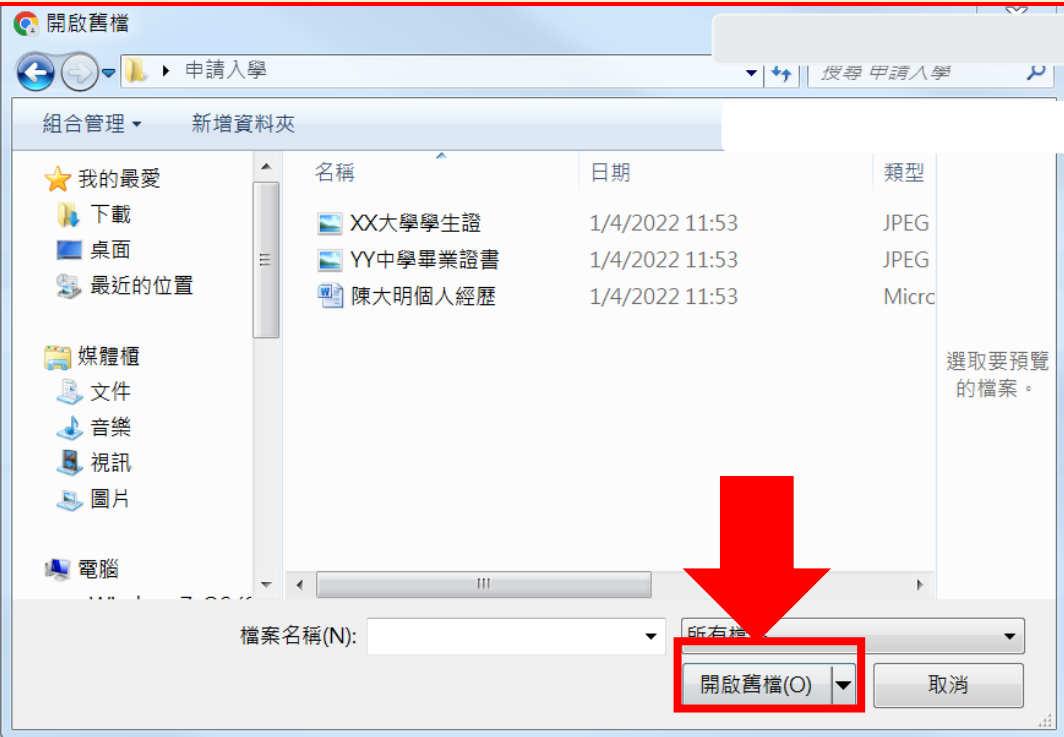 開啟舊檔
申請入學
搜尋 申請入學
組合管理
新增資料夾
名稱 日期 類型
XX大學學生證 1/4/2022 11:53 JPEG
YY中學畢業證書 1/4/2022 11:53 JPEG
陳大明個人經歷 1/4/2022 11:53 Micrc
我的最愛
下載
桌面
最近的位置
媒體櫃
文件
音樂
視訊
圖片
電腦
選取要預覽
的檔案。
檔案名稱(N):
所有檔
開啟舊檔(O)
取消